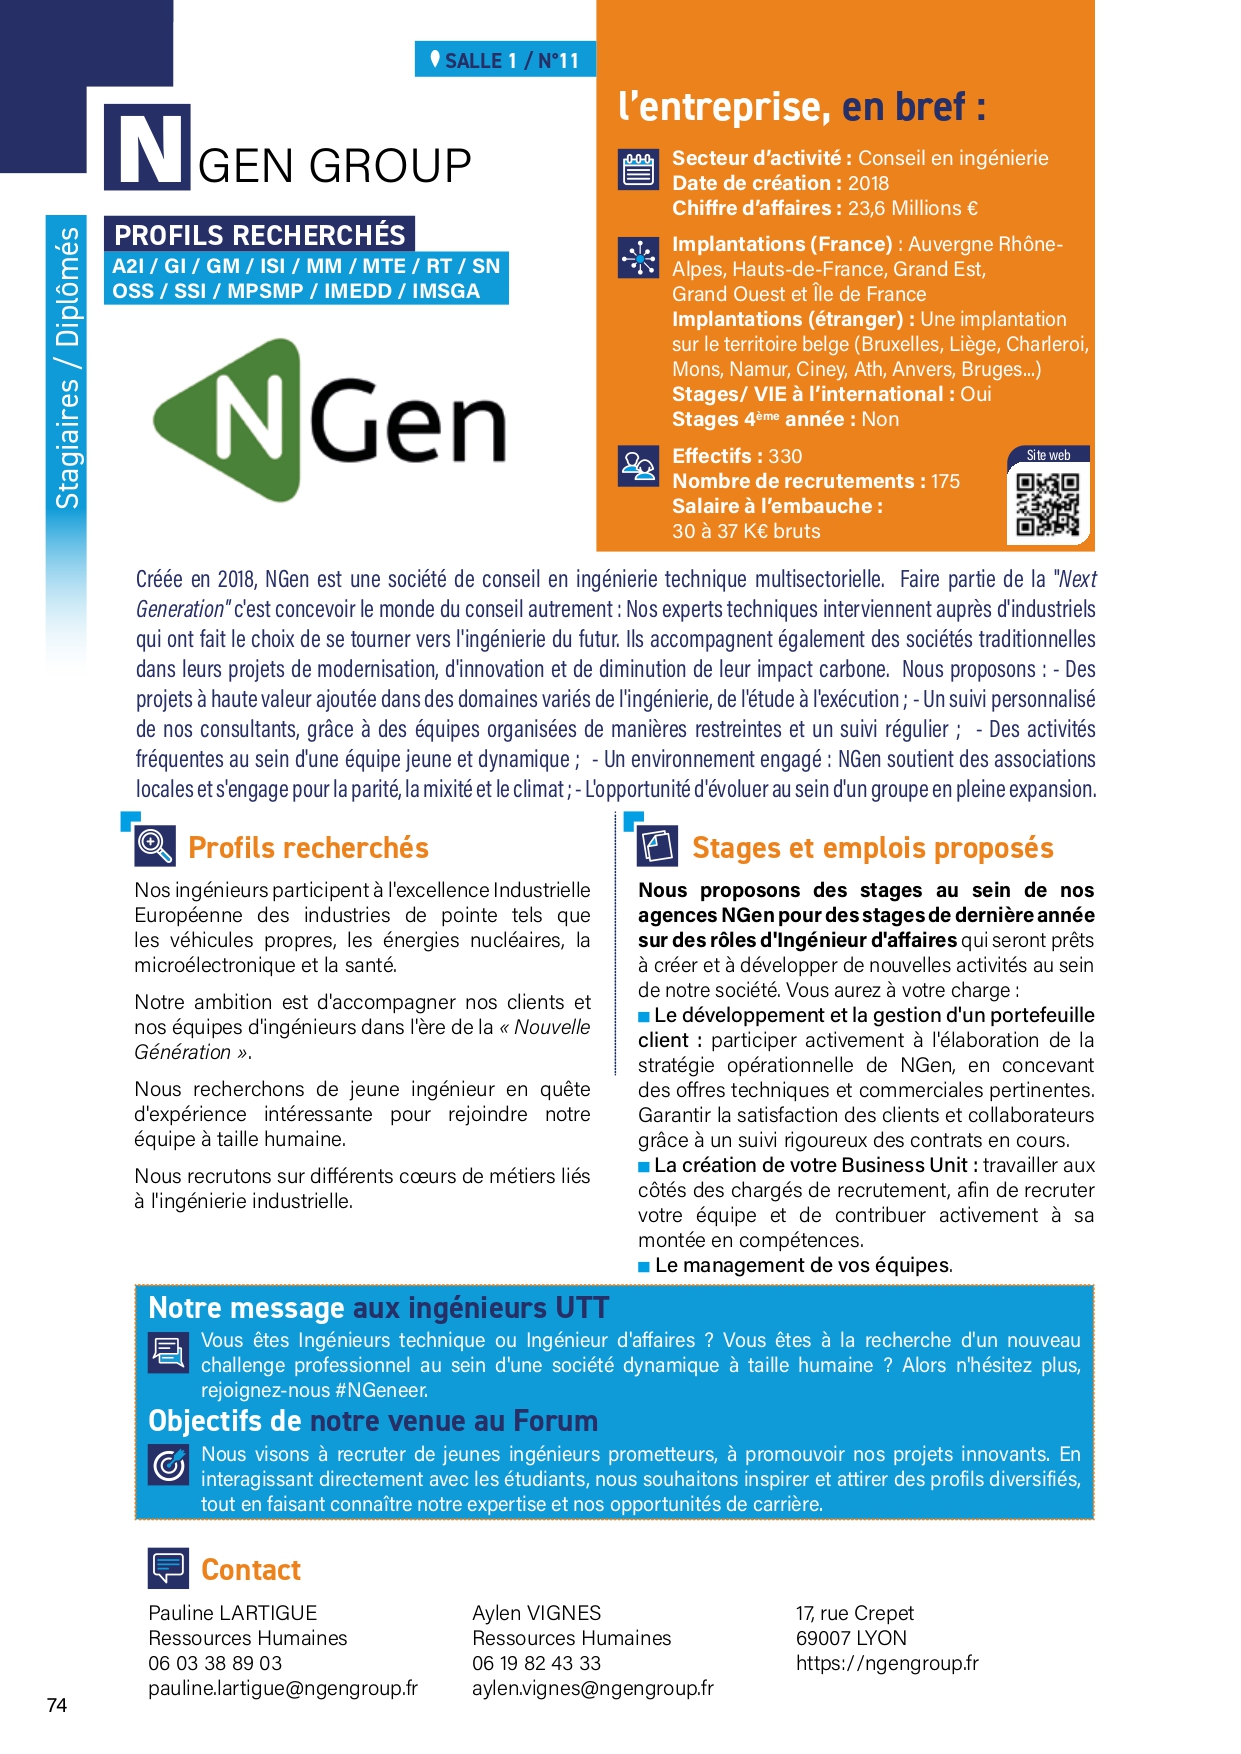 SALLE 1 / N°11
NGEN GROUP
Stagiaires / Diplômés
PROFILS RECHERCHÉS
A2I / GI / GM / ISI / MM / MTE / RT / SN
OSS / SSI / MPSMP / IMEDD / IMSGA
NGen
l'entreprise, en bref :
Secteur d'activité : Conseil en ingénierie
Date de création : 2018
Chiffre d'affaires : 23,6 Millions €
Implantations (France) : Auvergne Rhône-
Alpes, Hauts-de-France, Grand Est,
Grand Ouest et Île de France
Implantations (étranger) : Une implantation
sur le territoire belge (Bruxelles, Liège, Charleroi,
Mons, Namur, Ciney, Ath, Anvers, Bruges...)
Stages/ VIE à l'international : Oui
Stages 4ème année : Non
Effectifs : 330
Nombre de recrutements : 175
Salaire à l'embauche :
30 à 37 K€ bruts
Site web
Créée en 2018, NGen est une société de conseil en ingénierie technique multisectorielle. Faire partie de la "Next
Generation" c'est concevoir le monde du conseil autrement : Nos experts techniques interviennent auprès d'industriels
qui ont fait le choix de se tourner vers l'ingénierie du futur. Ils accompagnent également des sociétés traditionnelles
dans leurs projets de modernisation, d'innovation et de diminution de leur impact carbone. Nous proposons : - Des
projets à haute valeur ajoutée dans des domaines variés de l'ingénierie, de l'étude à l'exécution ; - Un suivi personnalisé
de nos consultants, grâce à des équipes organisées de manières restreintes et un suivi régulier ; - Des activités
fréquentes au sein d'une équipe jeune et dynamique ; - Un environnement engagé : NGen soutient des associations
locales et s'engage pour la parité, la mixité et le climat ; - L'opportunité d'évoluer au sein d'un groupe en pleine expansion.
Profils recherchés
Nos ingénieurs participent à l'excellence Industrielle
Européenne des industries de pointe tels que
les véhicules propres, les énergies nucléaires, la
microélectronique et la santé.
Notre ambition est d'accompagner nos clients et
nos équipes d'ingénieurs dans l'ère de la « Nouvelle
Génération ».
Nous recherchons de jeune ingénieur en quête
d'expérience intéressante pour rejoindre notre
équipe à taille humaine.
Nous recrutons sur différents cœurs de métiers liés
à l'ingénierie industrielle.
Stages et emplois proposés
Nous proposons des stages au sein de nos
agences NGen pour des stages de dernière année
sur des rôles d'Ingénieur d'affaires qui seront prêts
à créer et à développer de nouvelles activités au sein
de notre société. Vous aurez à votre charge :
■ Le développement et la gestion d'un portefeuille
client : participer activement à l'élaboration de la
stratégie opérationnelle de NGen, en concevant
des offres techniques et commerciales pertinentes.
Garantir la satisfaction des clients et collaborateurs
grâce à un suivi rigoureux des contrats en cours.
■ La création de votre Business Unit : travailler aux
côtés des chargés de recrutement, afin de recruter
votre équipe et de contribuer activement à sa
montée en compétences.
■ Le management de vos équipes.
Notre message aux ingénieurs UTT
Vous êtes Ingénieurs technique ou Ingénieur d'affaires ? Vous êtes à la recherche d'un nouveau
challenge professionnel au sein d'une société dynamique à taille humaine ? Alors n'hésitez plus,
rejoignez-nous #NGeneer.
Objectifs de notre venue au Forum
Nous visons à recruter de jeunes ingénieurs prometteurs, à promouvoir nos projets innovants. En
interagissant directement avec les étudiants, nous souhaitons inspirer et attirer des profils diversifiés,
tout en faisant connaître notre expertise et nos opportunités de carrière.
Contact
Pauline LARTIGUE
Ressources Humaines
06 03 38 89 03
pauline.lartigue@ngengroup.fr
Aylen VIGNES
Ressources Humaines
06 19 82 43 33
aylen.vignes@ngengroup.fr
17, rue Crepet
69007 LYON
https://ngengroup.fr
74